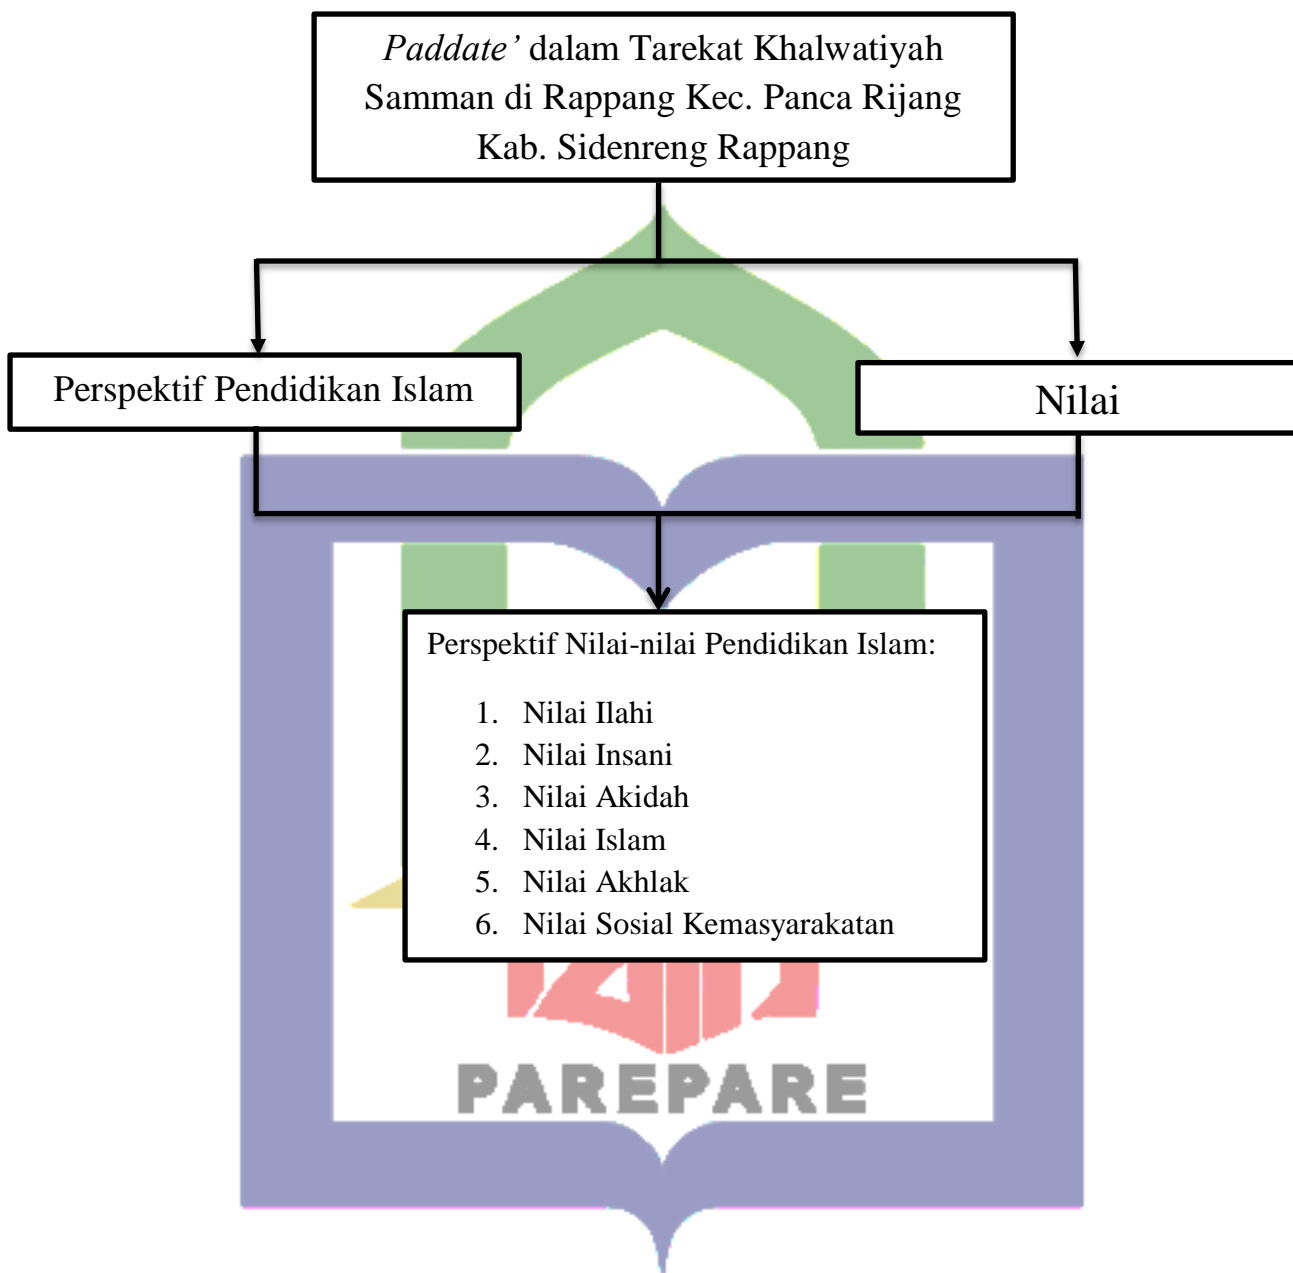 Paddate’ dalam Tarekat Khalwatiyah
Samman di Rappang Kec. Panca Rijang
Kab. Sidenreng Rappang
Perspektif Pendidikan Islam
Nilai
Perspektif Nilai-nilai Pendidikan Islam:
1. Nilai Ilahi
2. Nilai Insani
3. Nilai Akidah
4. Nilai Islam
5. Nilai Akhlak
6. Nilai Sosial Kemasyarakatan
PAREPARE